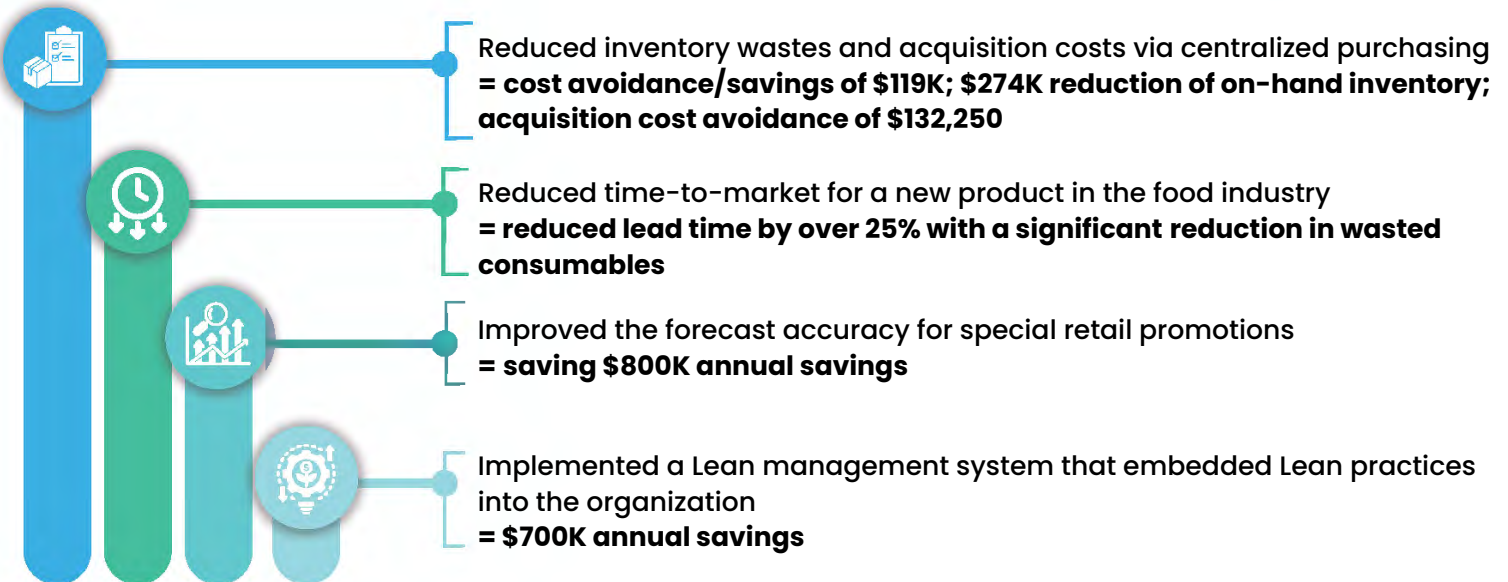 Reduced inventory wastes and acquisition costs via centralized purchasing
= cost avoidance/savings of $119K; $274K reduction of on-hand inventory;
acquisition cost avoidance of $132,250
Reduced time-to-market for a new product in the food industry
= reduced lead time by over 25% with a significant reduction in wasted
consumables
Improved the forecast accuracy for special retail promotions
= saving $800K annual savings
Implemented a Lean management system that embedded Lean practices
into the organization
= $700K annual savings